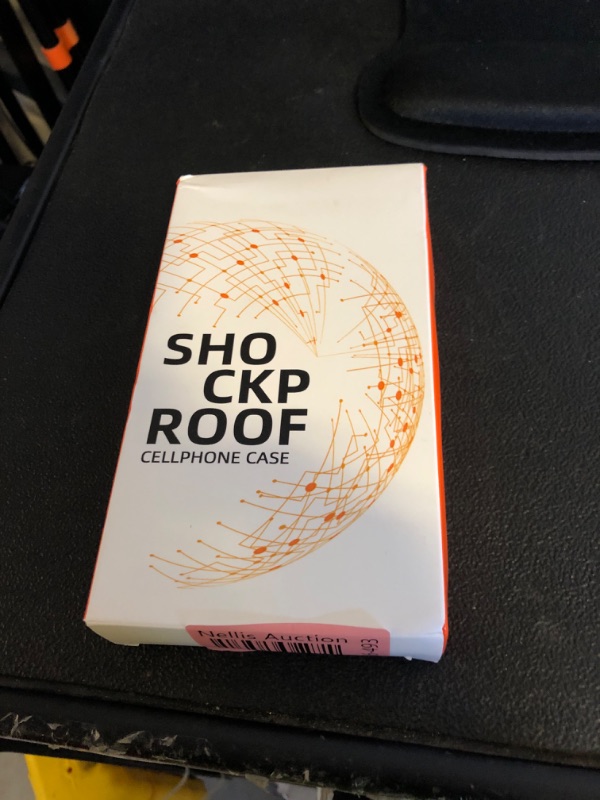 SHO
CKP
ROOF
CELLPHONE CASE
Nellis Auction